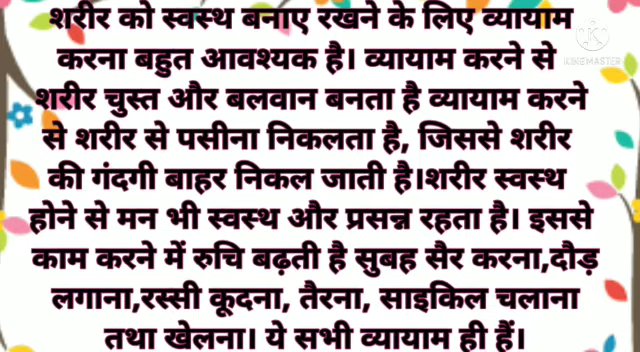 शरीर को स्वस्थ बनाए रखने के लिए व्यायाम
करना बहुत आवश्यक है। व्यायाम करने से
शरीर चुस्त और बलवान बनता है व्यायाम करने
से शरीर से पसीना निकलता है, जिससे शरीर
की गंदगी बाहर निकल जाती है।शरीर स्वस्थ
होने से मन भी स्वस्थ और प्रसन्न रहता है। इससे
काम करने में रुचि बढ़ती है सुबह सैर करना,दौड़
लगाना,रस्सी कूदना, तैरना, साइकिल चलाना
तथा खेलना। ये सभी व्यायाम ही हैं।
KINEMASTER